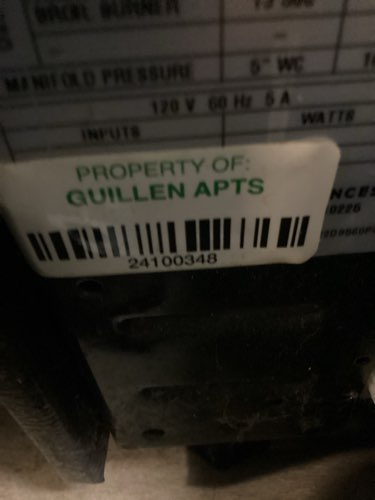 BROIL BURNER
MANIFOLD PRESSURE 5" WC
120 V 60 Hz 5 A
INPUTS WATTS
PROPERTY OF:
GUILLEN APTS
24100348